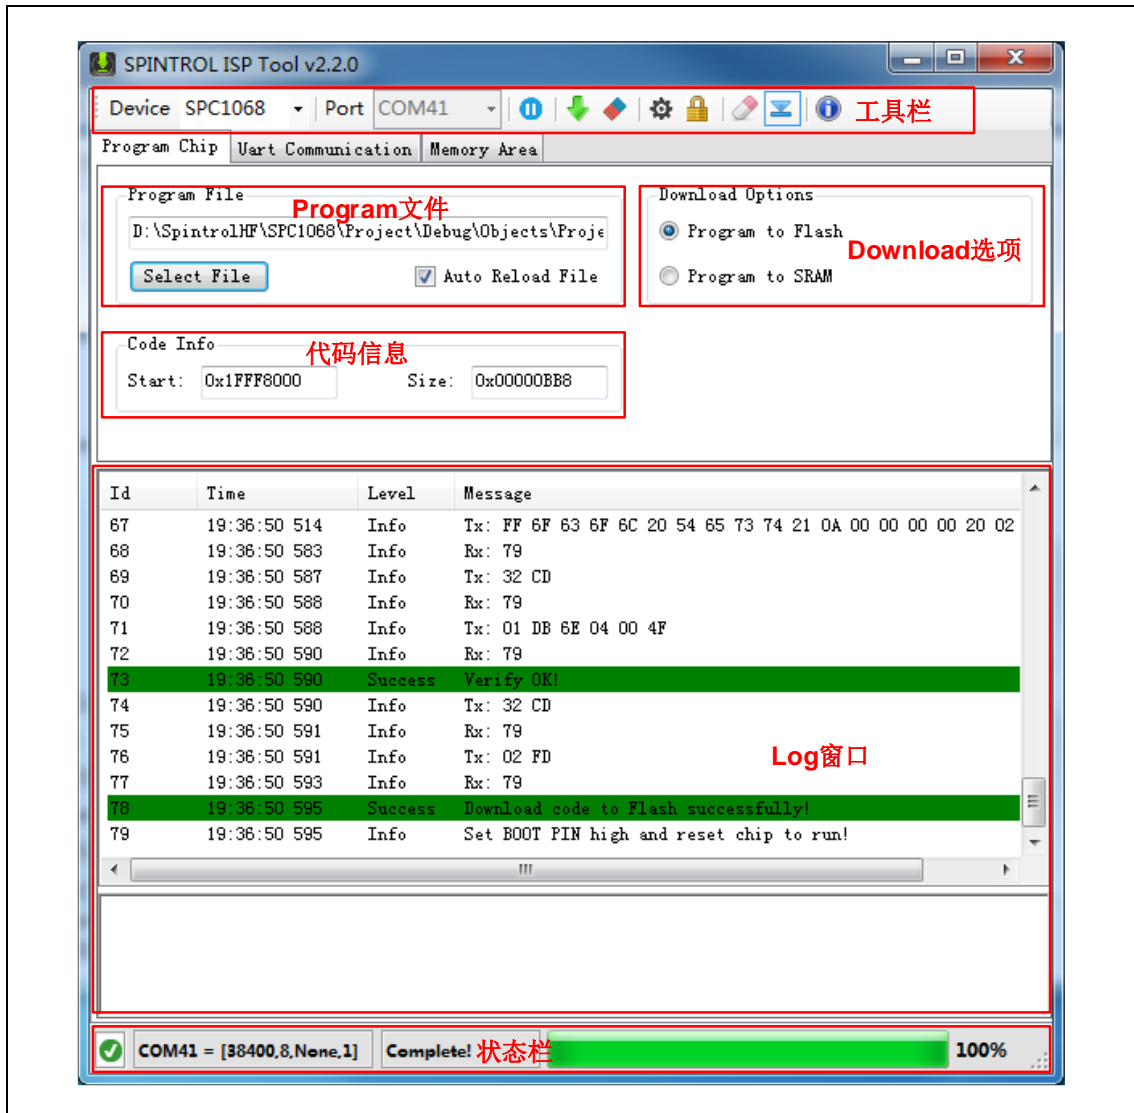 SPINTROL ISP Tool v2.2.0
Device SPC1068 Port COM41 工具栏
Program Chip Uart Communication Memory Area
Program File Download Options
Program文件
D:\SpintrolHF\SPC1068\Project\Debug\Objects\Proje Program to Flash
Download选项
Select File Auto Reload File Program to SRAM
Code Info
代码信息
Start: 0x1FFF8000 Size: 0x00000BB8
Id Time Level Message
67 19:36:50 514 Info Tx: FF 6F 63 6F 6C 20 54 65 73 74 21 0A 00 00 00 00 20 02
68 19:36:50 583 Info Rx: 79
69 19:36:50 587 Info Tx: 32 CD
70 19:36:50 588 Info Rx: 79
71 19:36:50 588 Info Tx: 01 DB 6E 04 00 4F
72 19:36:50 590 Info Rx: 79
73 19:36:50 590 Success Verify OK!
74 19:36:50 590 Info Tx: 32 CD
75 19:36:50 591 Info Rx: 79
76 19:36:50 591 Info Tx: 02 FD
Log窗口
77 19:36:50 593 Info Rx: 79
78 19:36:50 595 Success Download code to Flash successfully!
79 19:36:50 595 Info Set BOOT PIN high and reset chip to run!
COM41 = [38400,8,None,1] Complete! 状态栏 100%